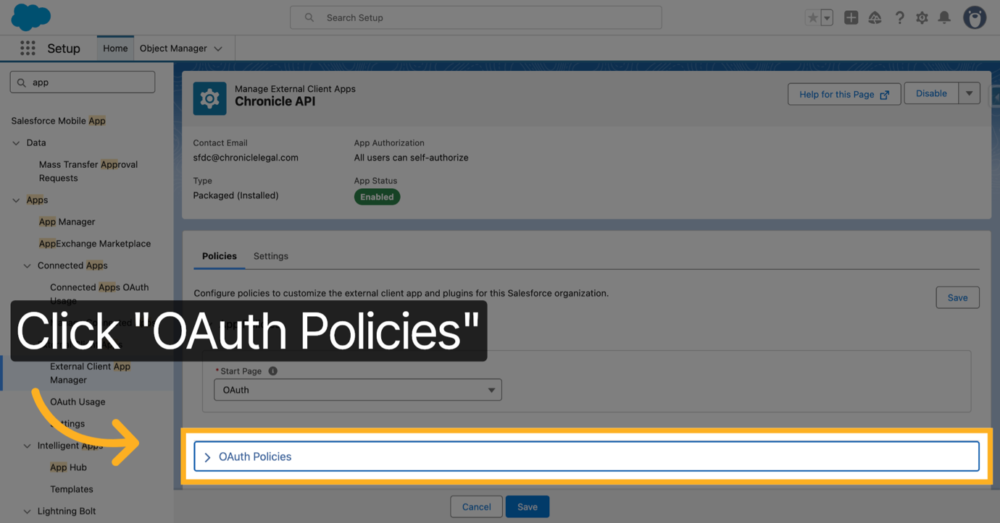 Search Setup
Setup
Home
Object Manager
app
Salesforce Mobile App
Data
Mass Transfer Approval
Requests
Apps
App Manager
AppExchange Marketplace
Connected Apps
Connected Apps OAuth
Usage
External Client App
Manager
OAuth Usage
Settings
Intelligent Apps
App Hub
Templates
Lightning Bolt
Manage External Client Apps
Chronicle API
Help for this Page
Disable
Contact Email
sfdc@chroniclelegal.com
App Authorization
All users can self-authorize
Type
Packaged (Installed)
App Status
Enabled
Policies
Settings
Configure policies to customize the external client app and plugins for this Salesforce organization.
Save
Click "OAuth Policies"
* Start Page
OAuth
OAuth Policies
Cancel
Save